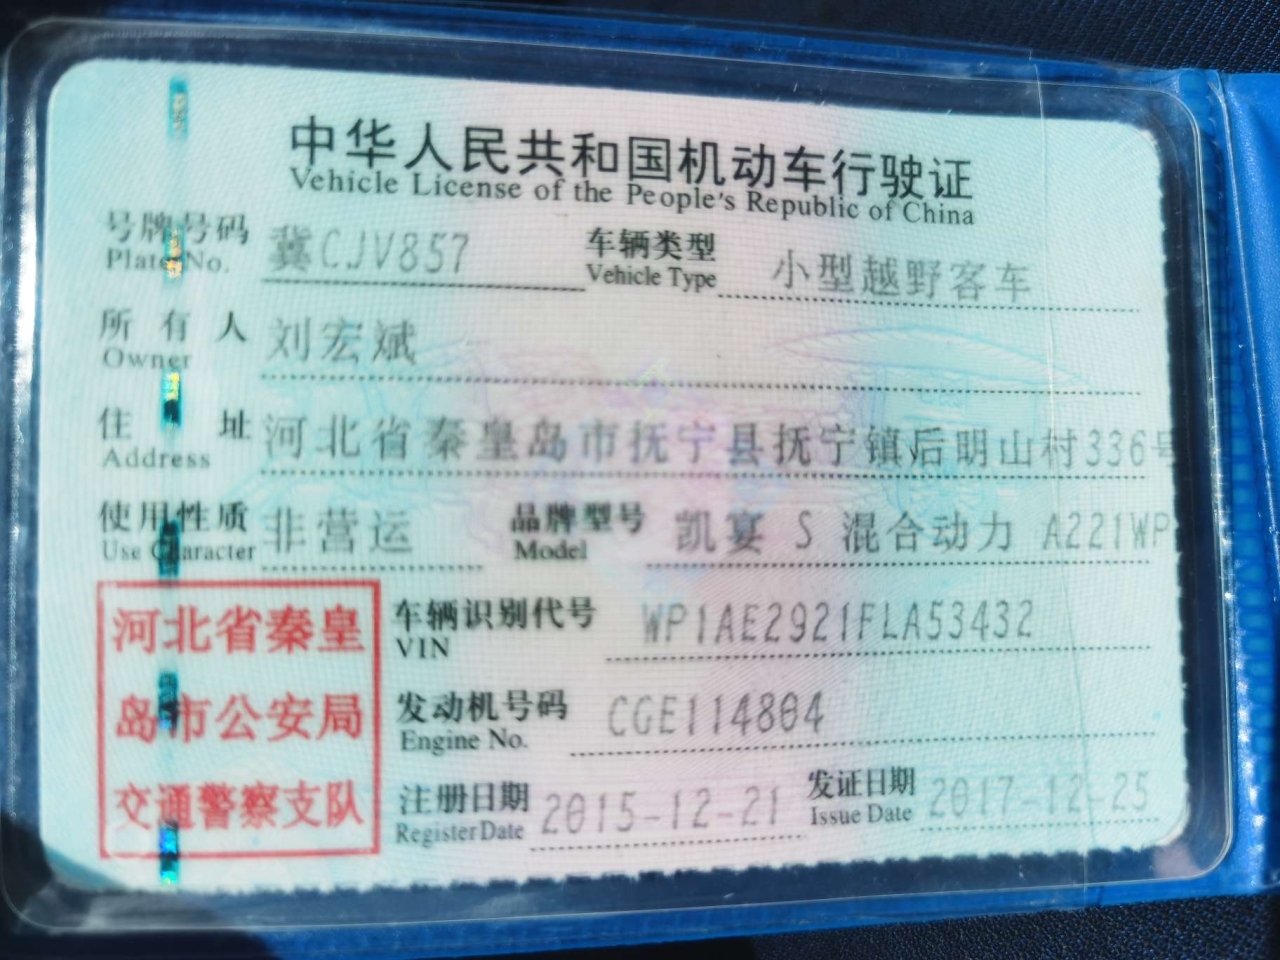 中华人民共和国机动车行驶证
Vehicle License of the People's Republic of China
号牌号码 冀CJV857 车辆类型 小型越野客车
Plate No. Vehicle Type
所有人 刘宏斌
Owner
住址 河北省秦皇岛市抚宁县抚宁镇后明山村336号
Address
使用性质 非营运 品牌型号 凯宴 S 混合动力 A221WP
Use Character Model
河北省秦皇
岛市公安局
交通警察支队
车辆识别代号 WP1AE2921FLA53432
VIN
发动机号码 CGE114804
Engine No.
注册日期 2015-12-21 发证日期 2017-12-25
Register Date Issue Date